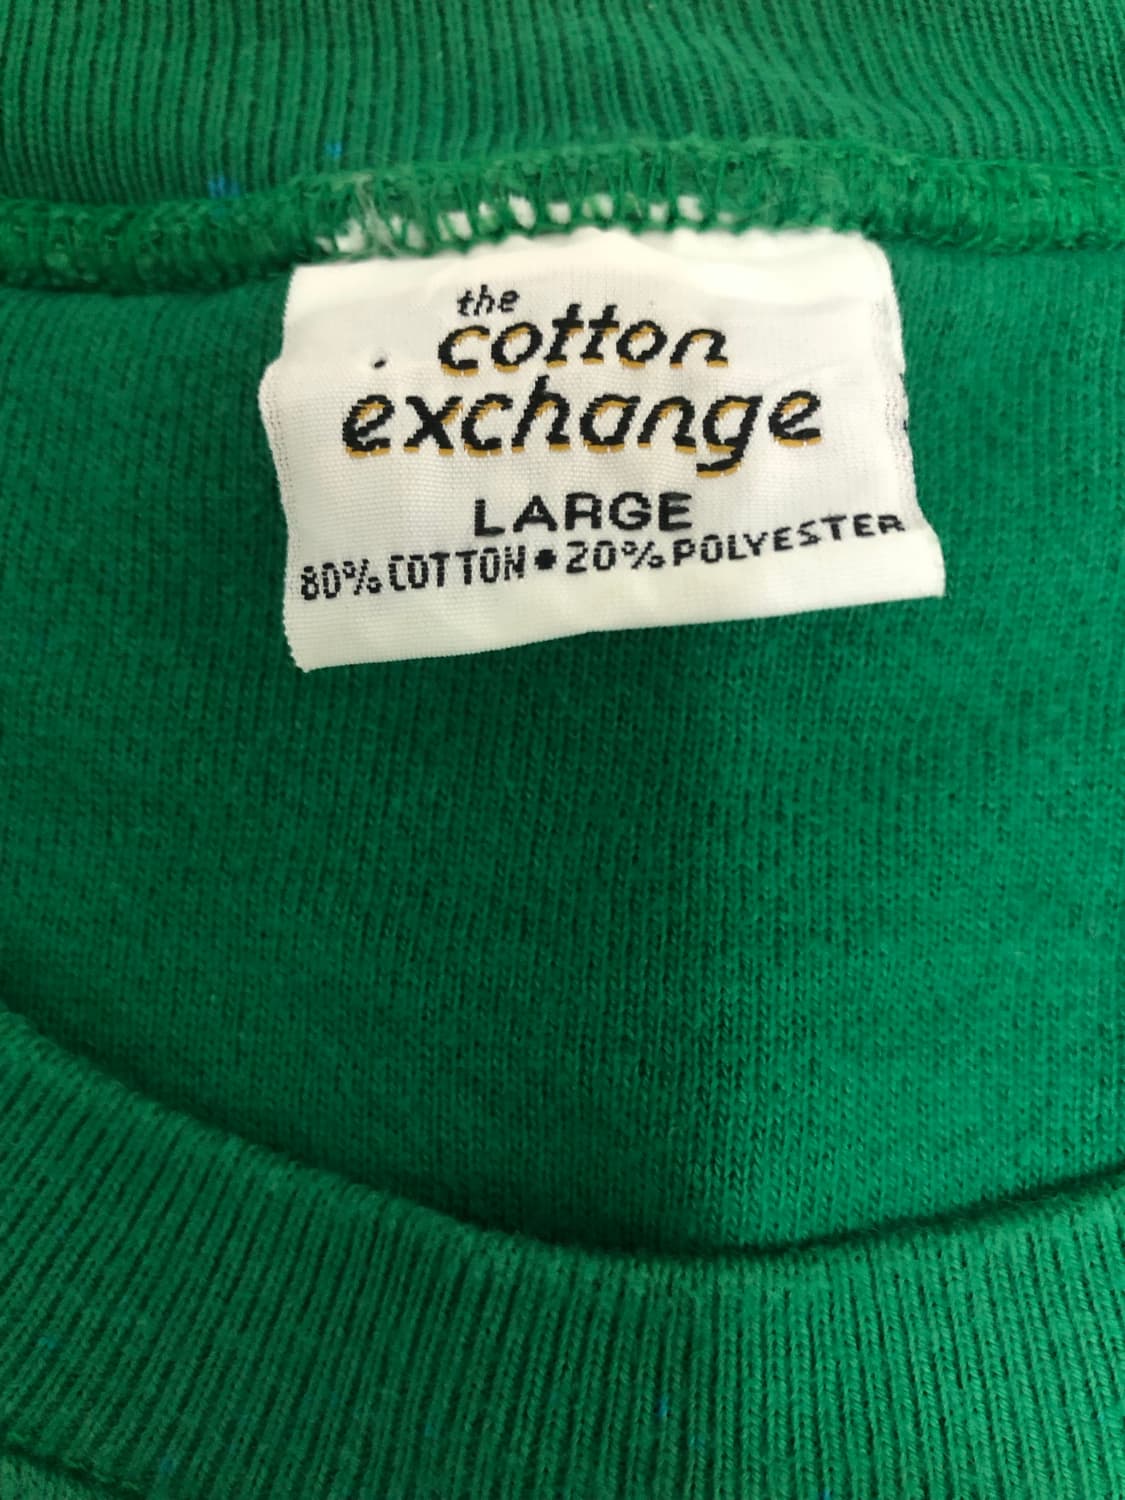 the
cotton
exchange
LARGE
80% COTTON • 20% POLYESTER